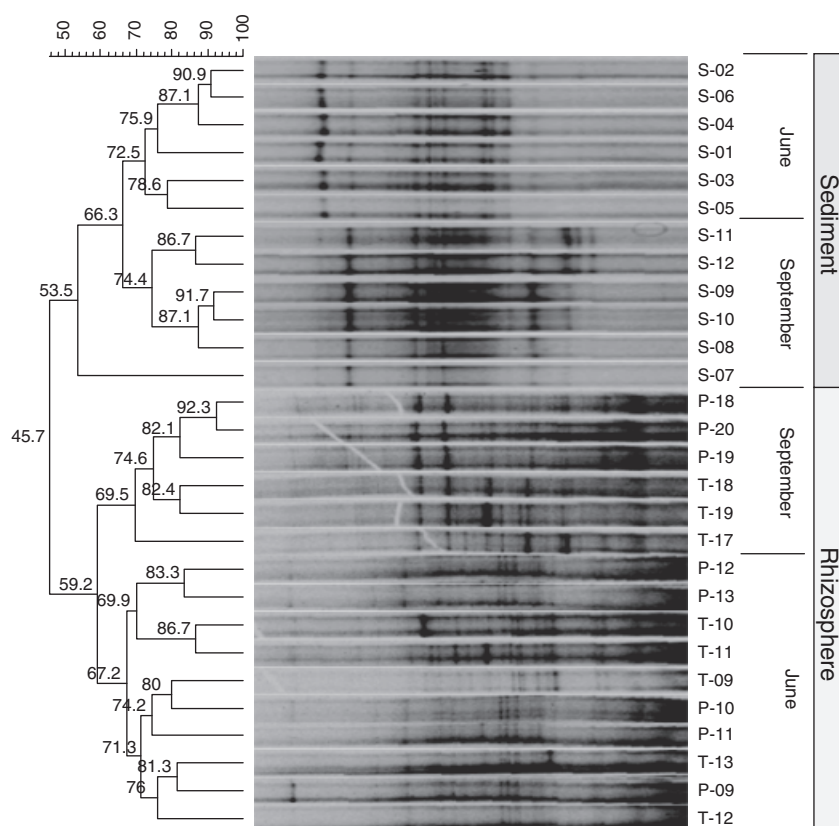 50 60 70 80 90 100
90.9 S-02
87.1 S-06
75.9 S-04
72.5 S-01
78.6 S-03
66.3 S-05
86.7 S-11
74.4 S-12
53.5 91.7 S-09
87.1 S-10
S-08
S-07
92.3 P-18
45.7 82.1 P-20
74.6 P-19
69.5 82.4 T-18
T-19
T-17
59.2 83.3 P-12
69.9 P-13
86.7 T-10
67.2 T-11
80 T-09
74.2 P-10
71.3 P-11
81.3 T-13
76 P-09
T-12
June
September
September
June
Sediment
Rhizosphere